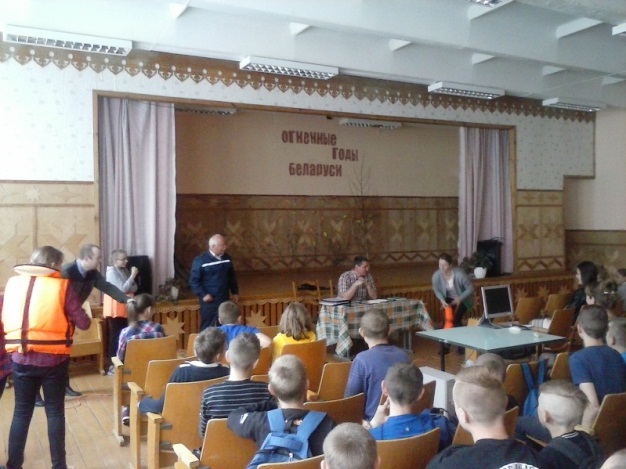 Огненные
годы
Беларуси